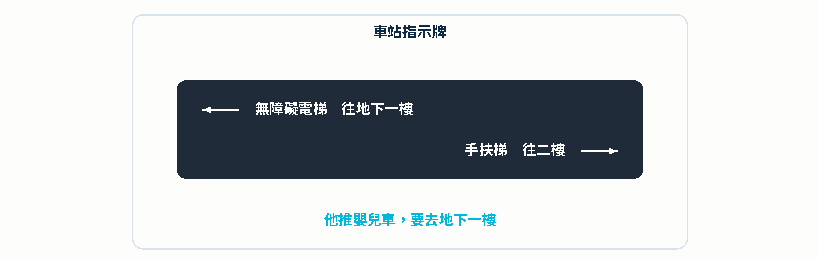 車站指示牌
無障礙電梯　往地下一樓
手扶梯　往二樓
他推嬰兒車，要去地下一樓